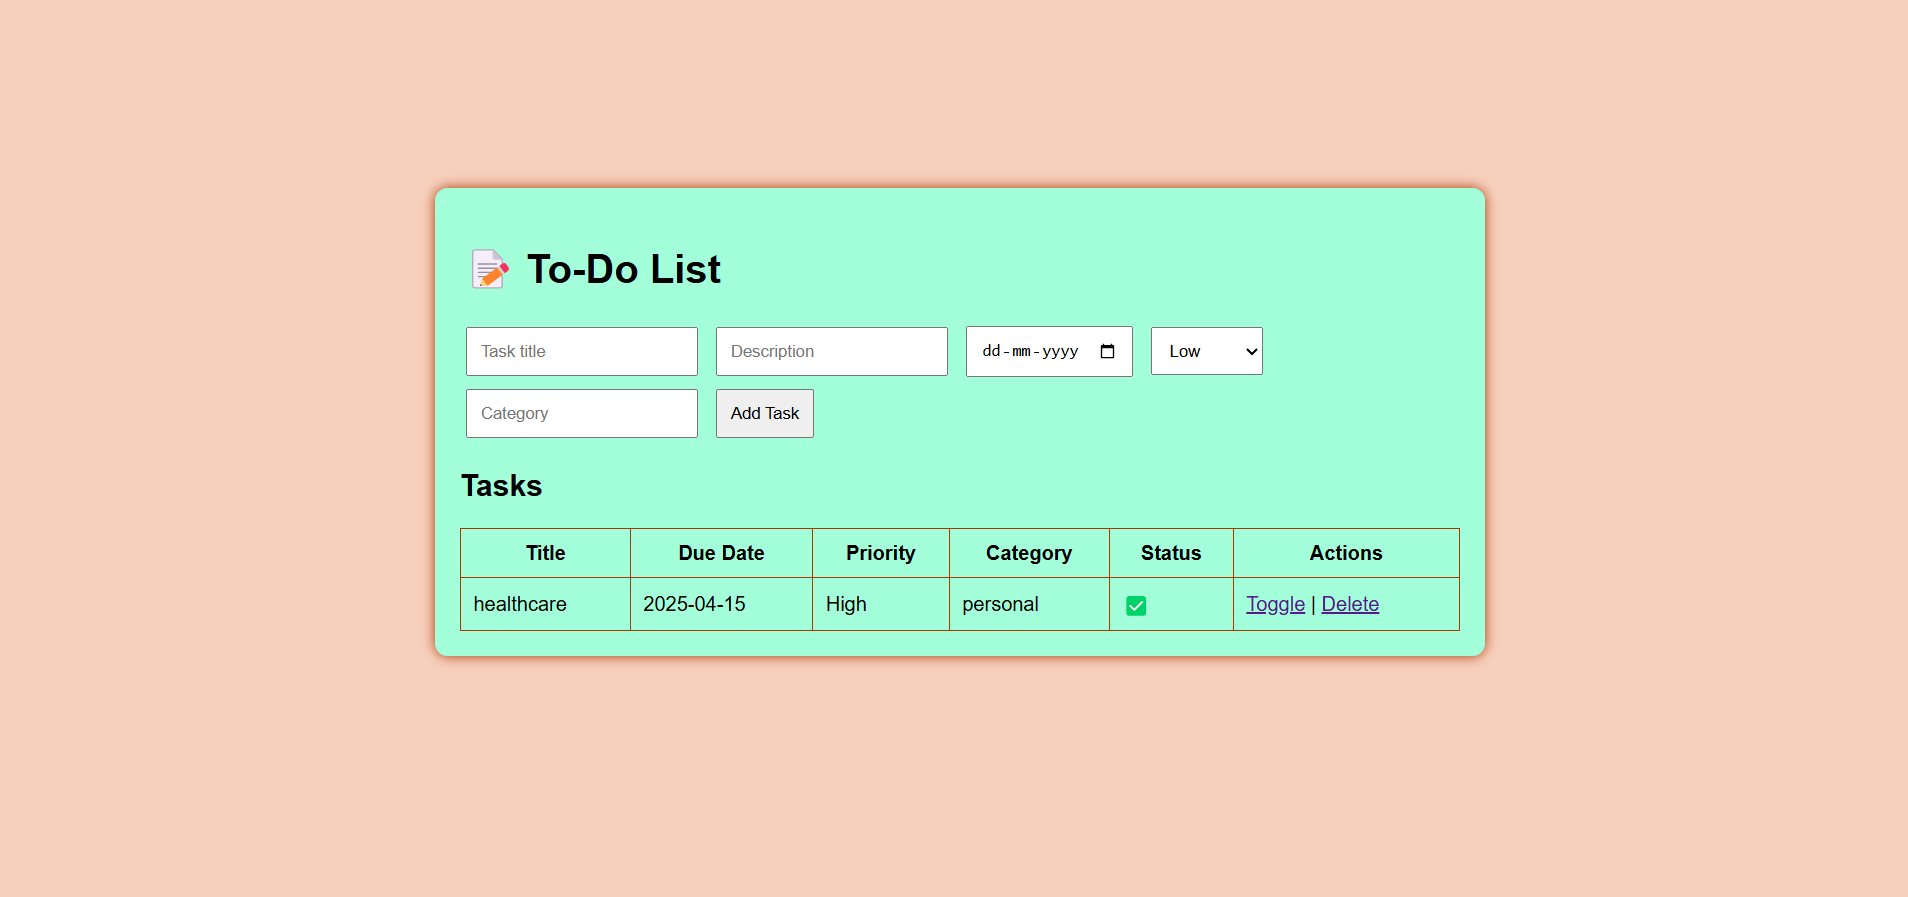 To-Do List
Task title Description dd-mm-yyyy Low
Category Add Task
Tasks
Title Due Date Priority Category Status Actions
healthcare 2025-04-15 High personal Toggle | Delete